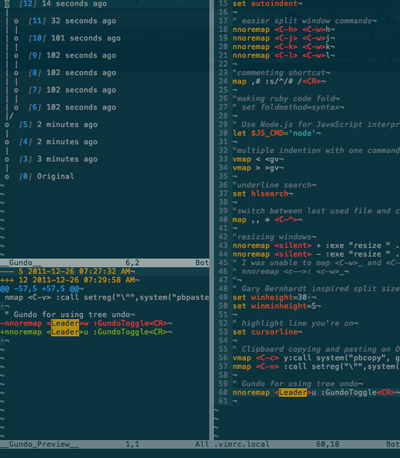 o [12] 14 seconds ago
|
| o [11] 32 seconds ago
| |
| o [10] 101 seconds ago
| |
| o [9] 102 seconds ago
| |
| o [8] 102 seconds ago
| |
| o [7] 102 seconds ago
| |
| o [6] 102 seconds ago
|/
o [5] 2 minutes ago
|
o [4] 2 minutes ago
|
o [3] 3 minutes ago
|
o [0] Original
~
~
~
~
~
~
__Gundo__ 6,2 Bot
--- 5 2011-12-26 07:27:32 AM¬
+++ 12 2011-12-26 07:29:58 AM¬
@@ -57,5 +57,5 @@¬
nmap <C-v> :call setreg("\"",system("pbpaste
¬
" Gundo for using tree undo¬
-nnoremap <Leader>w :GundoToggle<CR>¬
+nnoremap <Leader>u :GundoToggle<CR>¬
~
~
~
~
~
~
~
~
~
__Gundo_Preview__ 1,1 All
15 set autoindent¬
16 ¬
17 " easier split window commands¬
18 nnoremap <C-h> <C-w>h¬
19 nnoremap <C-j> <C-w>j¬
20 nnoremap <C-k> <C-w>k¬
21 nnoremap <C-l> <C-w>l¬
22 ¬
23 "commenting shortcut¬
24 map ,# :s/^/# /<CR>¬
25 ¬
26 "making ruby code fold¬
27 " set foldmethod=syntax¬
28 ¬
29 " Use Node.js for JavaScript interpr
30 let $JS_CMD='node'¬
31 ¬
32 "multiple indention with one command
33 vmap < <gv¬
34 vmap > >gv¬
35 ¬
36 "underline search¬
37 set hlsearch¬
38 ¬
39 "switch between last used file and c
40 map ,, * <C-^>¬
41 ¬
42 "resizing windows¬
43 nnoremap <silent> + :exe "resize " .
44 nnoremap <silent> - :exe "resize " .
45 " I was unable to map <C-w>_ and <C-
46 " nnoremap <c-->: <c-w>_¬
47 ¬
48 " Gary Bernhardt inspired split size
49 set winheight=30¬
50 set winminheight=5¬
51 ¬
52 " highlight line you're on¬
53 set cursorline¬
54 ¬
55 " Clipboard copying and pasting on O
56 vmap <C-c> y:call system("pbcopy", g
57 nmap <C-v> :call setreg("\"",system(
58 ¬
59 " Gundo for using tree undo¬
60 nnoremap <Leader>u :GundoToggle<CR>¬
61 ¬
~
~
~
~
.vimrc.local 60,18 Bot